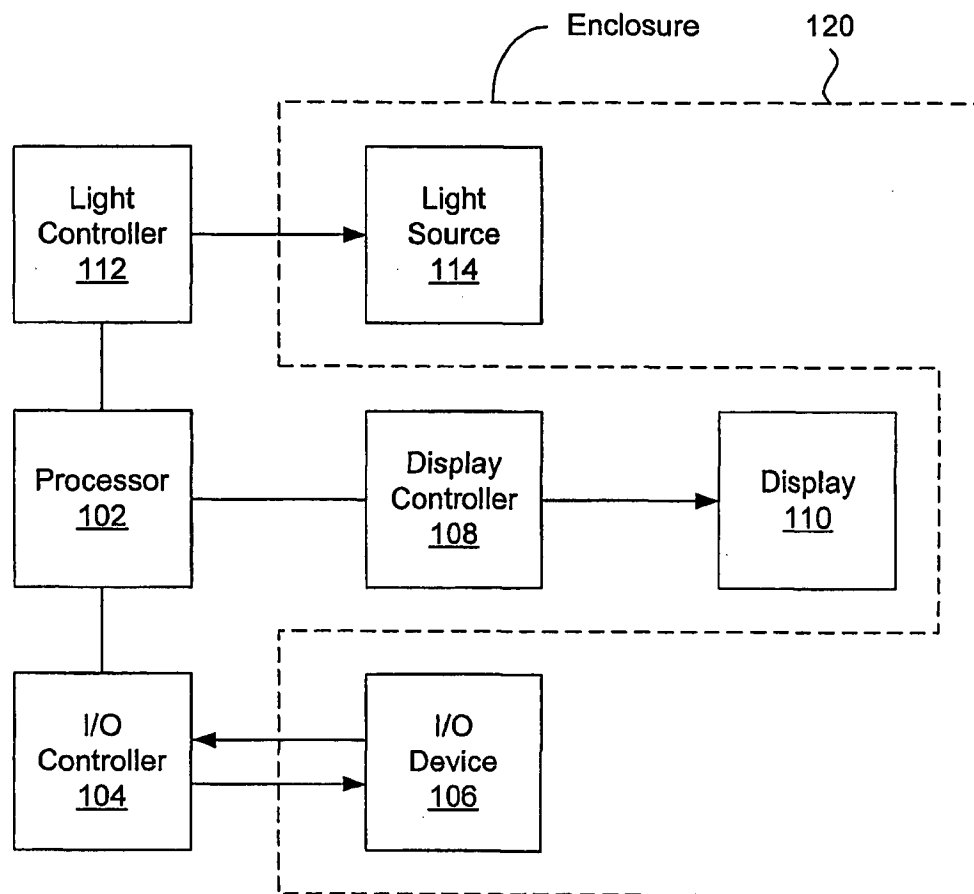 Enclosure 120
Light
Controller
112
Light
Source
114
Processor
102
Display
Controller
108
Display
110
I/O
Controller
104
I/O
Device
106